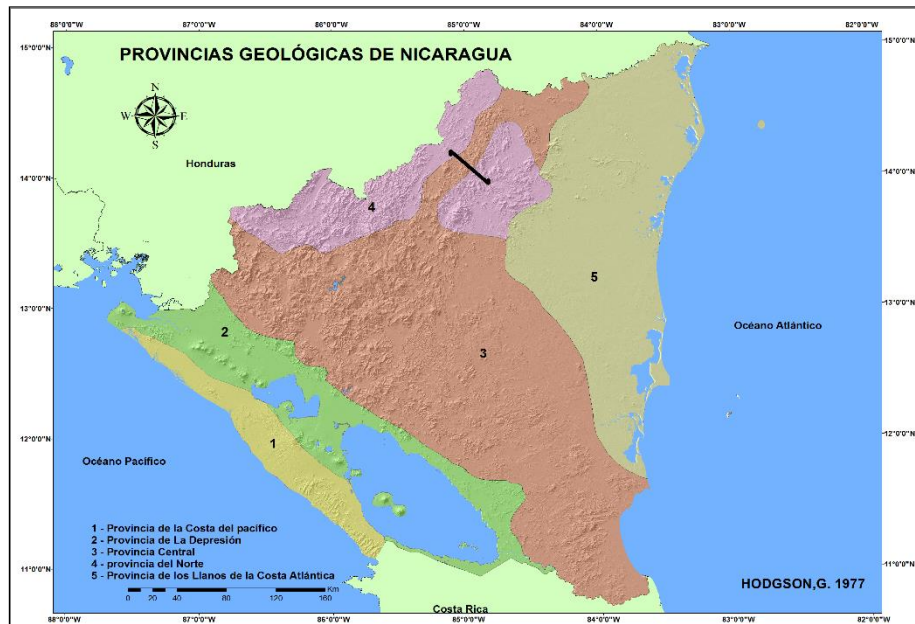 88°0'0"W 87°0'0"W 86°0'0"W 85°0'0"W 84°0'0"W 83°0'0"W 82°0'0"W
15°0'0"N 15°0'0"N
PROVINCIAS GEOLÓGICAS DE NICARAGUA
N
W E
S
Honduras
14°0'0"N 14°0'0"N
4
5
13°0'0"N 13°0'0"N
2
Océano Atlántico
3
12°0'0"N 12°0'0"N
1
Océano Pacífico
1 - Provincia de la Costa del pacífico
2 - Provincia de La Depresión
3 - Provincia Central
4 - provincia del Norte
5 - Provincia de los Llanos de la Costa Atlántica
11°0'0"N 11°0'0"N
Km
0 20 40 80 120 160
HODGSON,G. 1977
Costa Rica
88°0'0"W 87°0'0"W 86°0'0"W 85°0'0"W 84°0'0"W 83°0'0"W 82°0'0"W